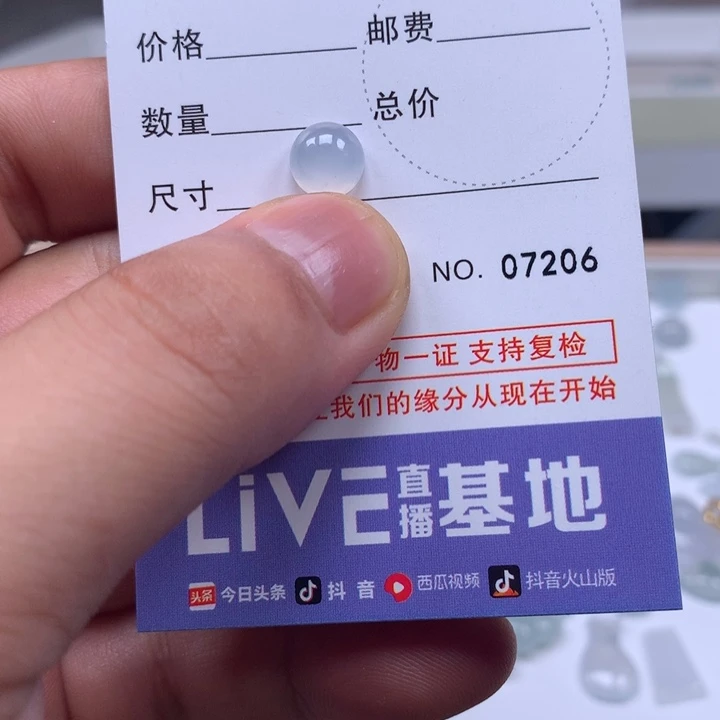 价格 邮费
数量 总价
尺寸
NO. 07206
物一证 支持复检
我们的缘分从现在开始
LiVE直播基地
头条 今日头条 抖音 西瓜视频 抖音火山版